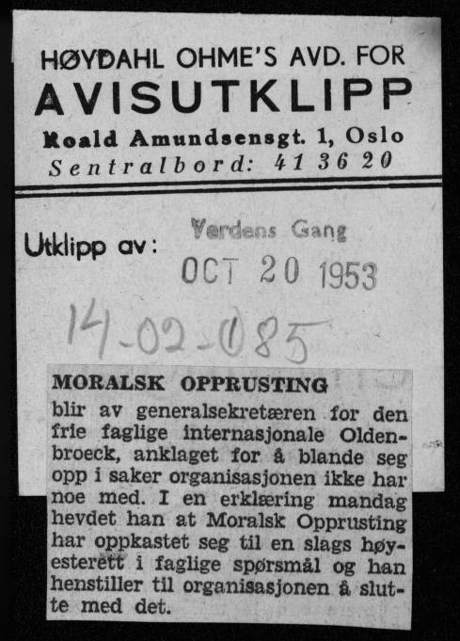 HØYDAHL OHME'S AVD. FOR
AVISUTKLIPP
Roald Amundsensgt. 1, Oslo
Sentralbord: 41 36 20
Utklipp av:
Verdens Gang
OCT 20 1953
14-02-085
MORALSK OPPRUSTING
blir av generalsekretæren for den
frie faglige internasjonale Olden-
broeck, anklaget for å blande seg
opp i saker organisasjonen ikke har
noe med. I en erklæring mandag
hevdet han at Moralsk Opprusting
har oppkastet seg til en slags høy-
esterett i faglige spørsmål og han
henstiller til organisasjonen å slut-
te med det.